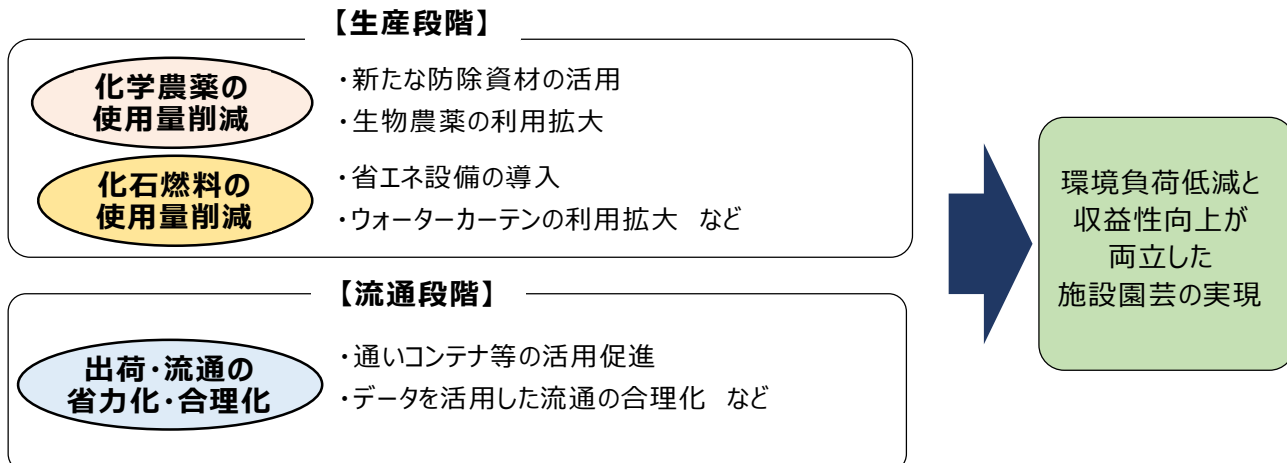 【生産段階】
化学農薬の
使用量削減
・新たな防除資材の活用
・生物農薬の利用拡大
化石燃料の
使用量削減
・省エネ設備の導入
・ウォーターカーテンの利用拡大　など
【流通段階】
出荷・流通の
省力化・合理化
・通いコンテナ等の活用促進
・データを活用した流通の合理化　など
環境負荷低減と
収益性向上が
両立した
施設園芸の実現